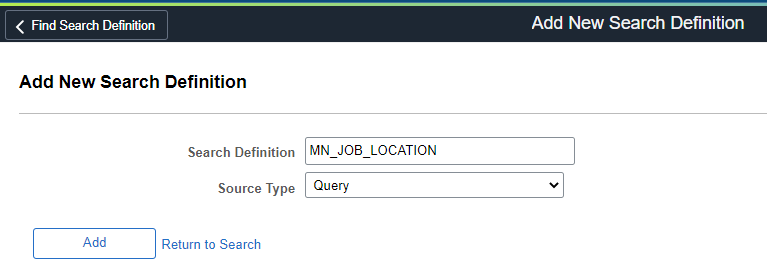 Find Search Definition
Add New Search Definition
Add New Search Definition
Search Definition MN_JOB_LOCATION
Source Type Query
Add Return to Search